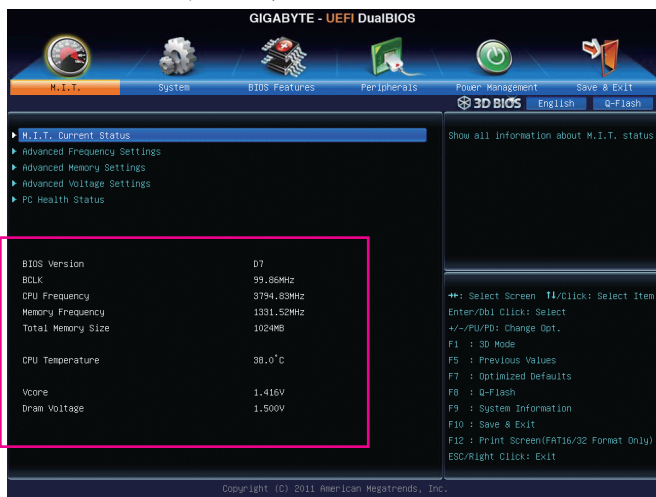 GIGABYTE - UEFI DualBIOS
M.I.T. System BIOS Features Peripherals Power Management Save & Exit
3D BIOS English Q-Flash
M.I.T. Current Status
Advanced Frequency Settings
Advanced Memory Settings
Advanced Voltage Settings
PC Health Status
BIOS Version D7
BCLK 99.86MHz
CPU Frequency 3794.83MHz
Memory Frequency 1331.52MHz
Total Memory Size 1024MB
CPU Temperature 38.0°C
Vcore 1.416V
Dram Voltage 1.500V
Show all information about M.I.T. status
→←: Select Screen ↑↓/Click: Select Item
Enter/Dbl Click: Select
+/-/PU/PD: Change Opt.
F1 : 3D Mode
F5 : Previous Values
F7 : Optimized Defaults
F8 : Q-Flash
F9 : System Information
F10 : Save & Exit
F12 : Print Screen(FAT16/32 Format Only)
ESC/Right Click: Exit
Copyright (C) 2011 American Megatrends, Inc.